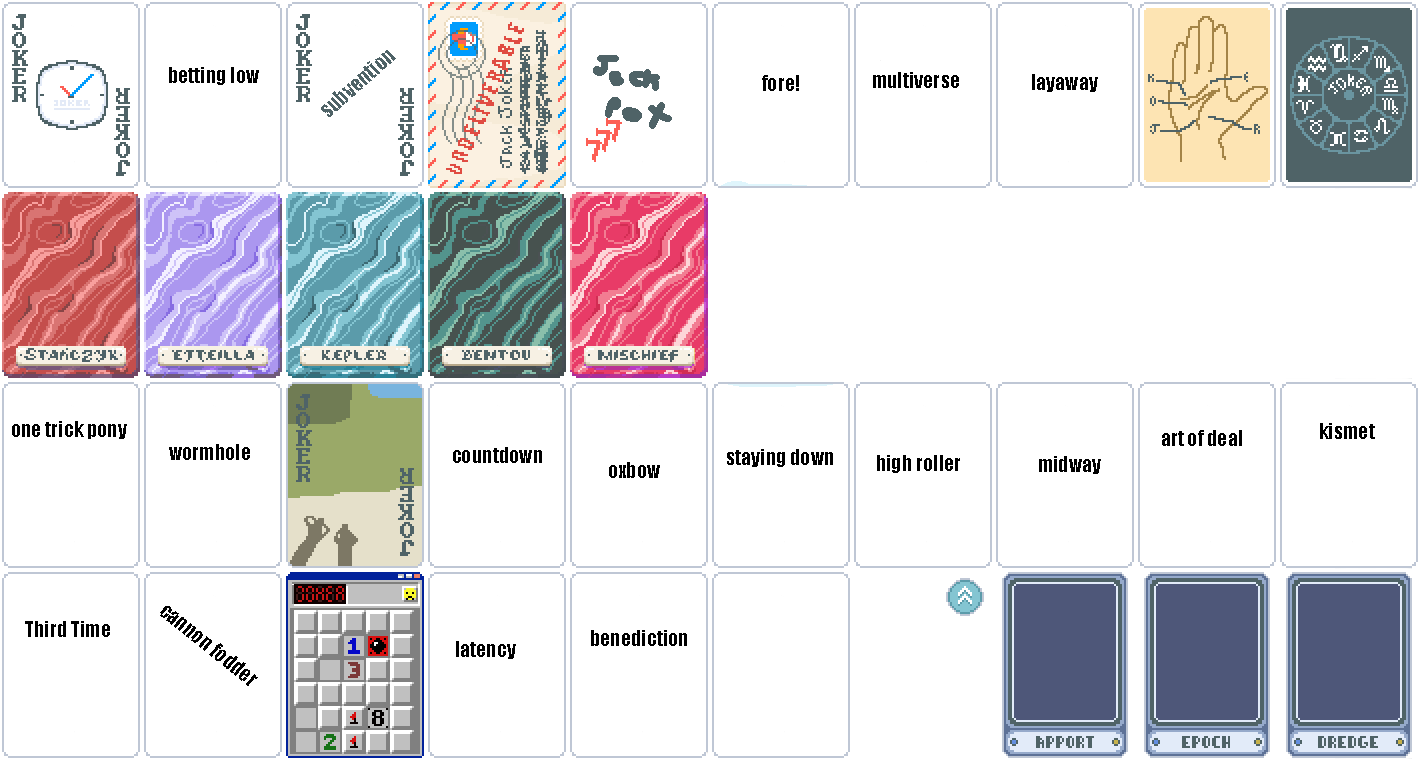 JOKER
JOKER
JOKER
betting low
JOKER
subvention
JOKER
UNDELIVERABLE
Jack Joker
Jack
Pox
fore!
multiverse
layaway
K
E
O
J
R
JOKER
STAŃCZYK
ETTEILLA
KEPLER
BENTOU
MISCHIEF
one trick pony
wormhole
JOKER
JOKER
countdown
oxbow
staying down
high roller
midway
art of deal
kismet
Third Time
cannon fodder
1
3
1
8
2
1
latency
benediction
APPORT
EPOCH
DREDGE